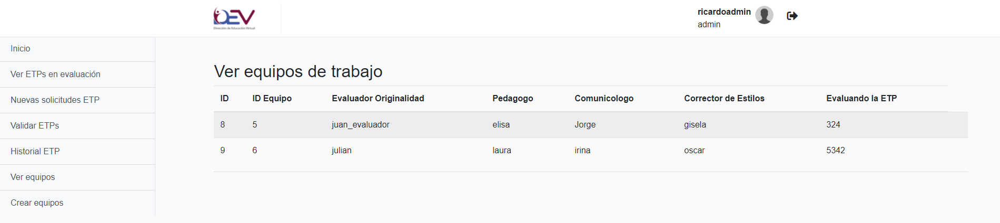 DEV
Dirección de Educación Virtual
ricardoadmin
admin
Inicio
Ver ETPs en evaluación
Nuevas solicitudes ETP
Validar ETPs
Historial ETP
Ver equipos
Crear equipos
Ver equipos de trabajo
ID ID Equipo Evaluador Originalidad Pedagogo Comunicologo Corrector de Estilos Evaluando la ETP
8 5 juan_evaluador elisa Jorge gisela 324
9 6 julian laura irina oscar 5342